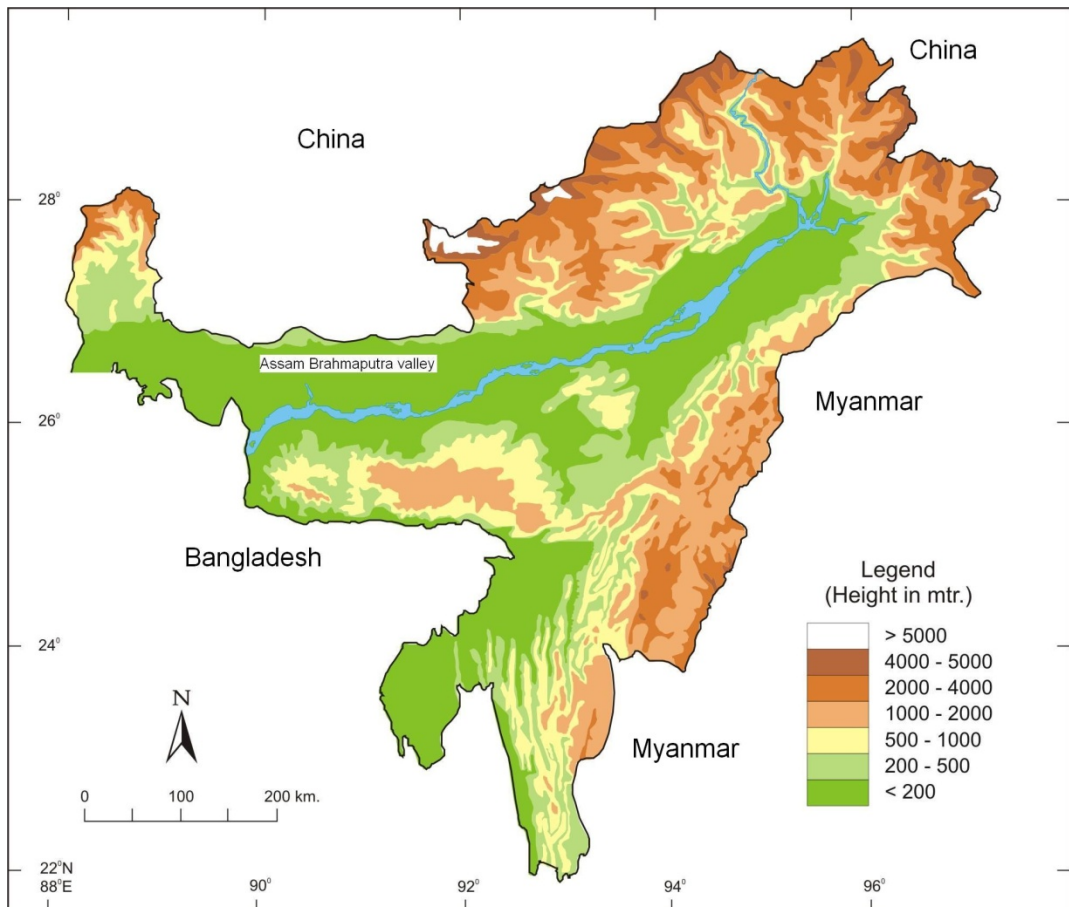 China
China
28°
Assam Brahmaputra valley
26°
Myanmar
Bangladesh
Legend
(Height in mtr.)
> 5000
4000 - 5000
2000 - 4000
1000 - 2000
500 - 1000
200 - 500
< 200
24°
N
Myanmar
0 100 200 km.
22°N
88°E 90° 92° 94° 96°